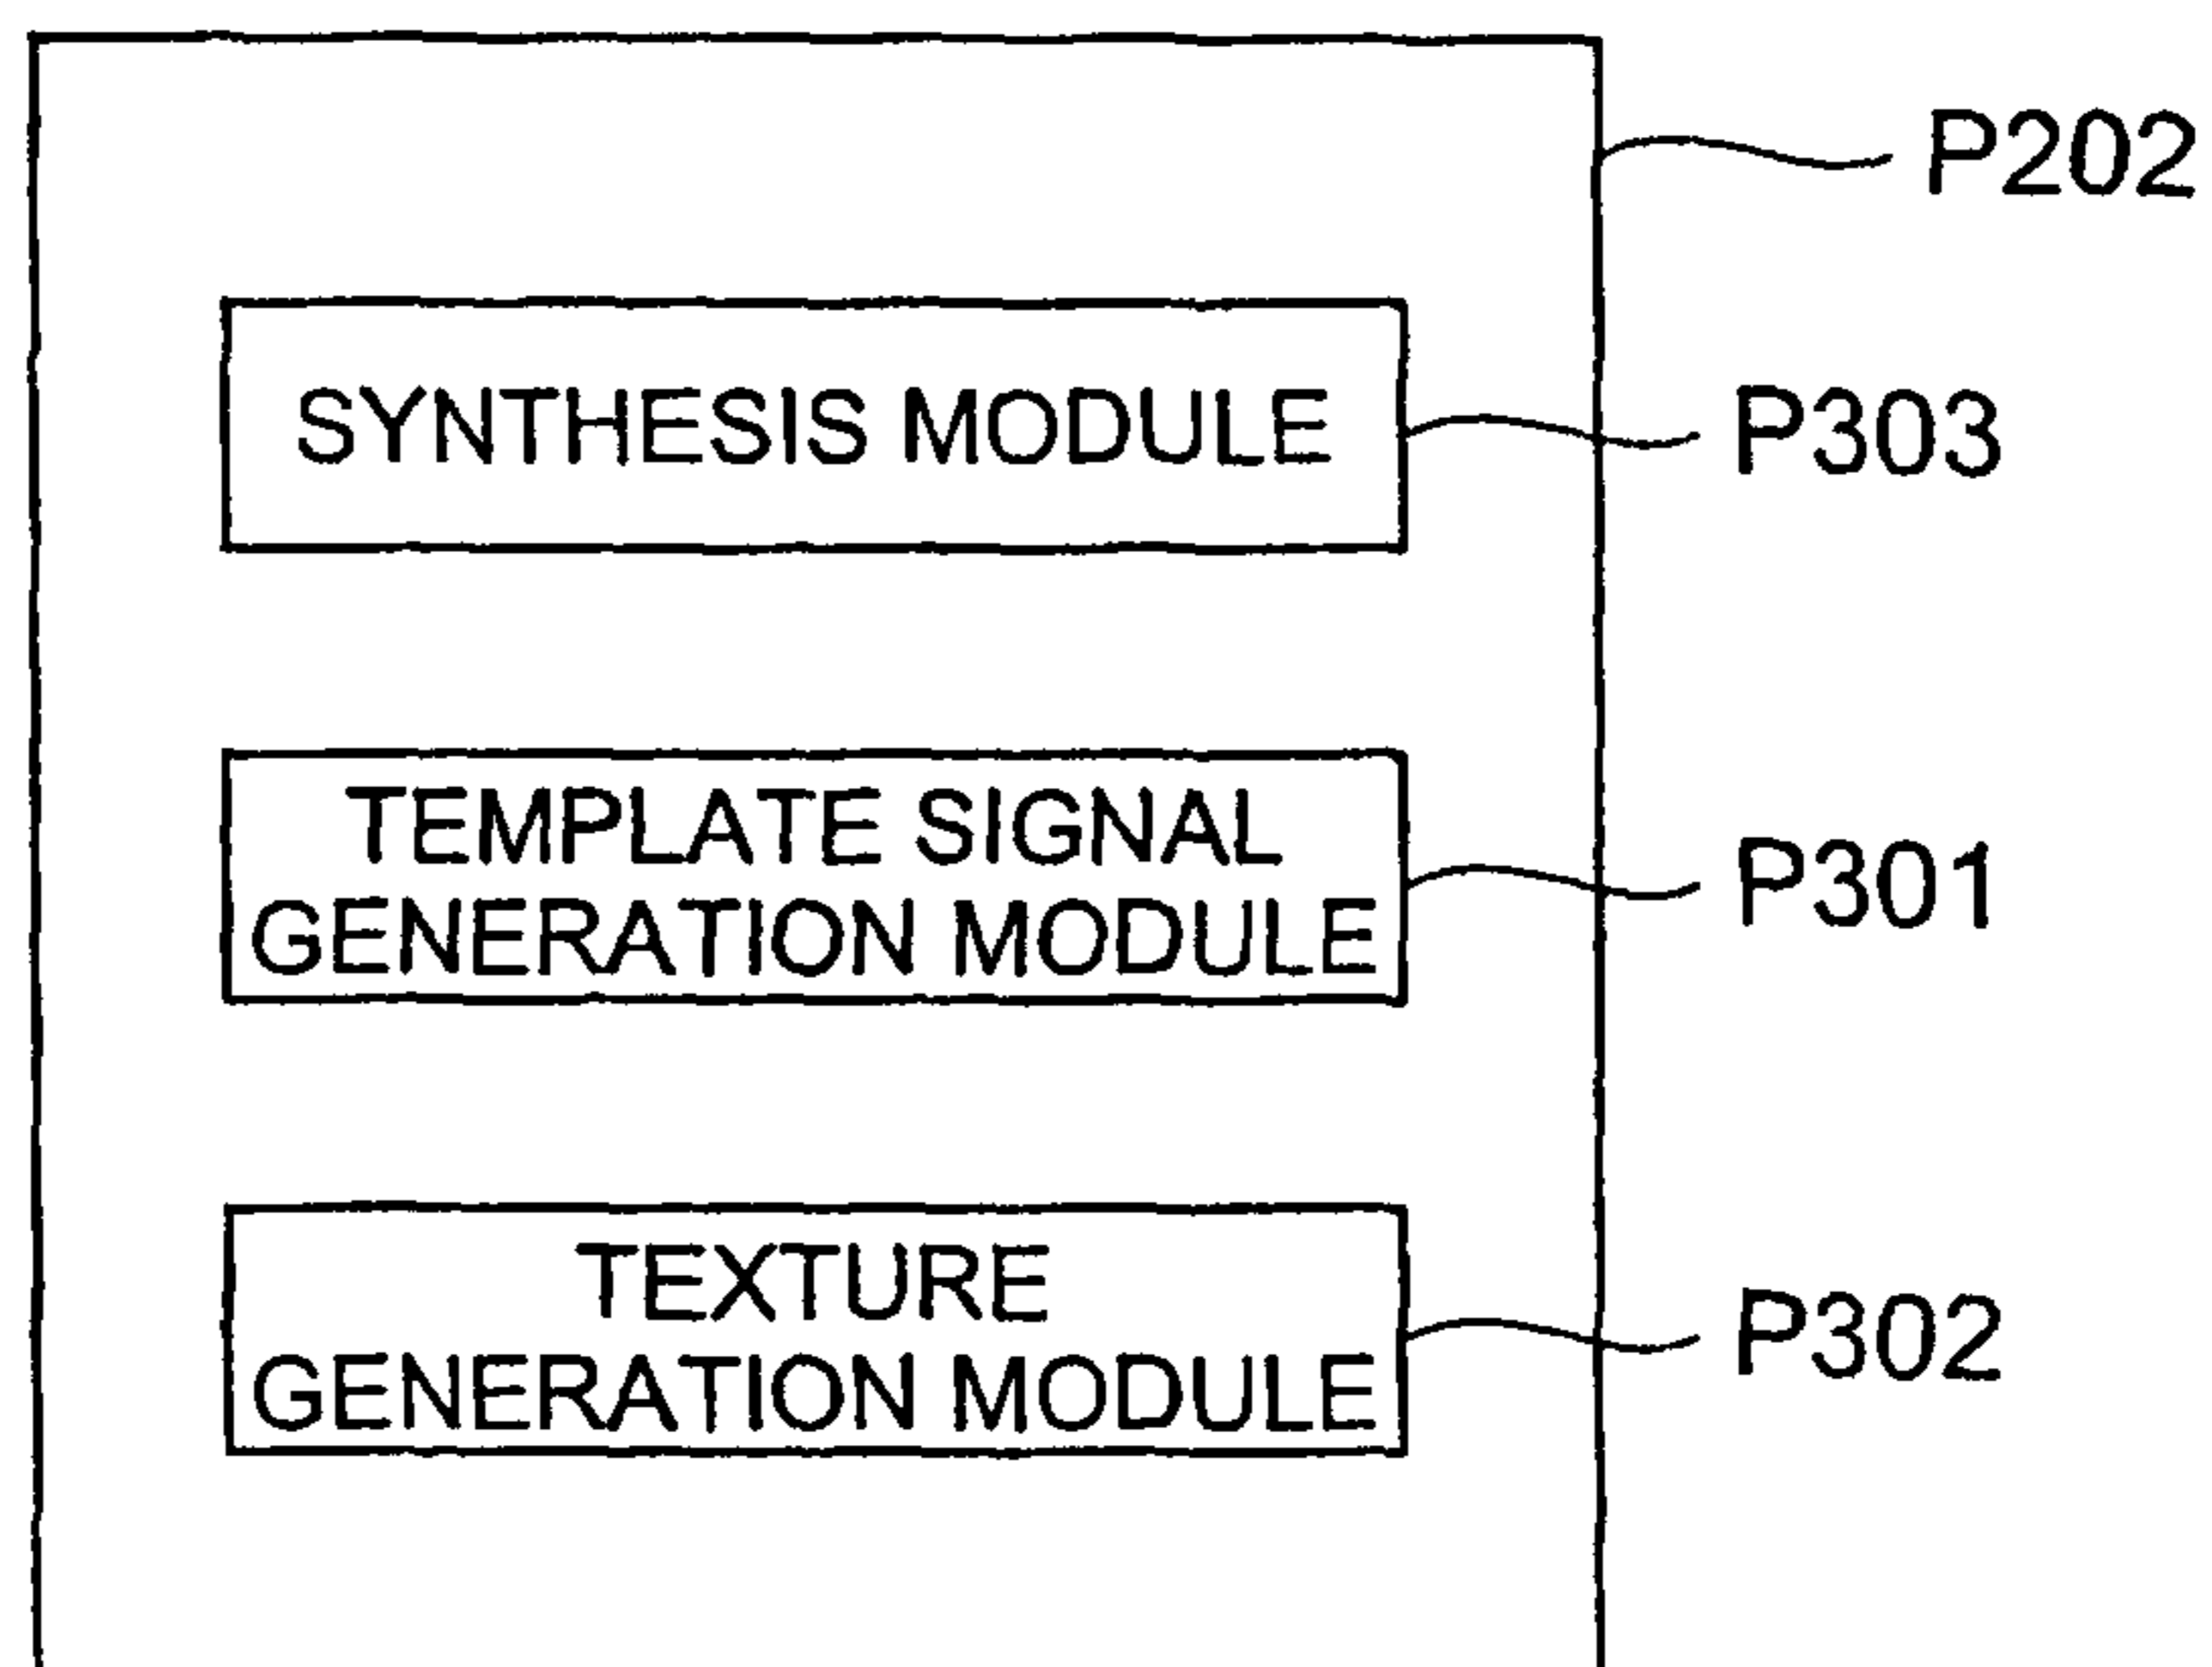 P202
SYNTHESIS MODULE
P303
TEMPLATE SIGNAL
GENERATION MODULE
P301
TEXTURE
GENERATION MODULE
P302